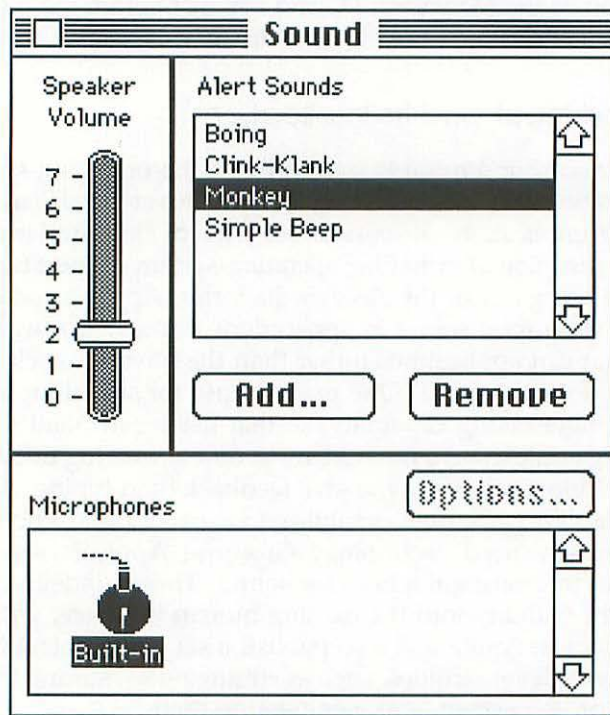 Sound
Speaker
Volume
7
6
5
4
3
2
1
0
Alert Sounds
Boing
Clink-Klank
Monkey
Simple Beep
Add...
Remove
Microphones
Options...
Built-in